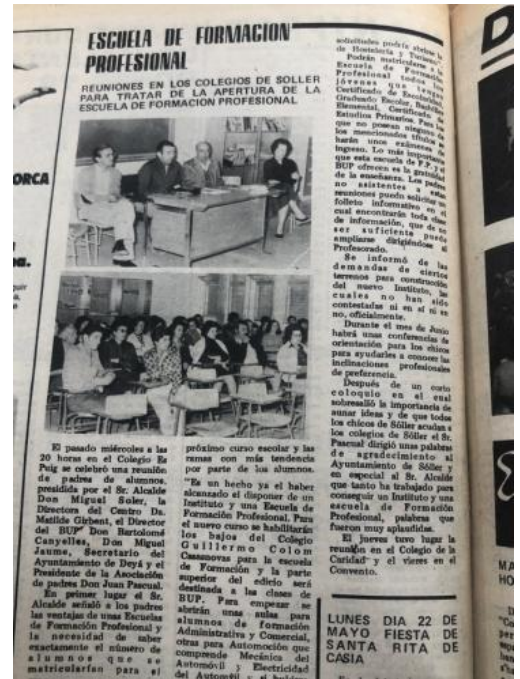 ESCUELA DE FORMACION
PROFESIONAL
REUNIONES EN LOS COLEGIOS DE SOLLER
PARA TRATAR DE LA APERTURA DE LA
ESCUELA DE FORMACION PROFESIONAL
El pasado miércoles a las
20 horas en el Colegio Es
Puig se celebró una reunión
de padres de alumnos,
presidida por el Sr. Alcalde
Don Miguel Soler, la
Directora del Centro Da.
Matilde Girbent, el Director
del BUP Don Bartolomé
Canyelles, Don Miguel
Jaume, Secretario del
Ayuntamiento de Deyá y el
Presidente de la Asociación
de padres Don Juan Pascual.
En primer lugar el Sr.
Alcalde señaló a los padres
las ventajas de unas Escuelas
de Formación Profesional y
la necesidad de saber
exactamente el número de
alumnos que se
matricularían para el
próximo curso escolar y las
ramas con más tendencia
por parte de los alumnos.
"Es un hecho ya el haber
alcanzado el disponer de un
Instituto y una Escuela de
Formación Profesional. Para
el nuevo curso se habilitarán
los bajos del Colegio
Guillermo Colom
Casasnovas para la escuela
de Formación y la parte
superior del edicio será
destinada a las clases de
BUP. Para empezar se
abrirán unas aulas para
alumnos de formación
Administrativa y Comercial,
otras para Automoción que
comprende Mecánica del
Automóvil y Electricidad
del Automóvil
solicitudes podría abrirse la
de Hostelería y Turismo."
Podrán matricularse a la
Escuela de Formación
Profesional todos los
jóvenes que tengan
Certificado de Escolaridad,
Graduado Escolar, Bachiller
Elemental, Certificado de
Estudios Primarios. Para los
que no posean ninguno de
los mencionados títulos se
harán unos exámenes de
ingreso. Lo más importante
que esta escuela de F.P. y el
BUP ofrecen es la gratuidad
de la enseñanza. Los padres
no asistentes a estas
reuniones pueden solicitar un
folleto informativo en el
cual encontrarán toda clase
de información, que de no
ser suficiente puede
ampliarse dirigiéndose al
Profesorado.
Se informó de las
demandas de ciertos
terrenos para construcción
del nuevo Instituto, las
cuales no han sido
contestadas ni en sí ni en
no, oficialmente.
Durante el mes de Junio
habrá unas conferencias de
orientación para los chicos
para ayudarles a conocer las
inclinaciones profesionales
de preferencia.
Después de un corto
coloquio en el cual
sobresalió la importancia de
aunar ideas y de que todos
los chicos de Sóller acudan a
los colegios de Sóller el Sr.
Pascual dirigió unas palabras
de agradecimiento al
Ayuntamiento de Sóller y
en especial al Sr. Alcalde
que tanto ha trabajado para
conseguir un Instituto y una
escuela de Formación
Profesional, palabras que
fueron muy aplaudidas.
El jueves tuvo lugar la
reunión en el Colegio de la
Caridad y el vieres en el
Convento.
LUNES DIA 22 DE
MAYO FIESTA DE
SANTA RITA DE
CASIA
ORCA